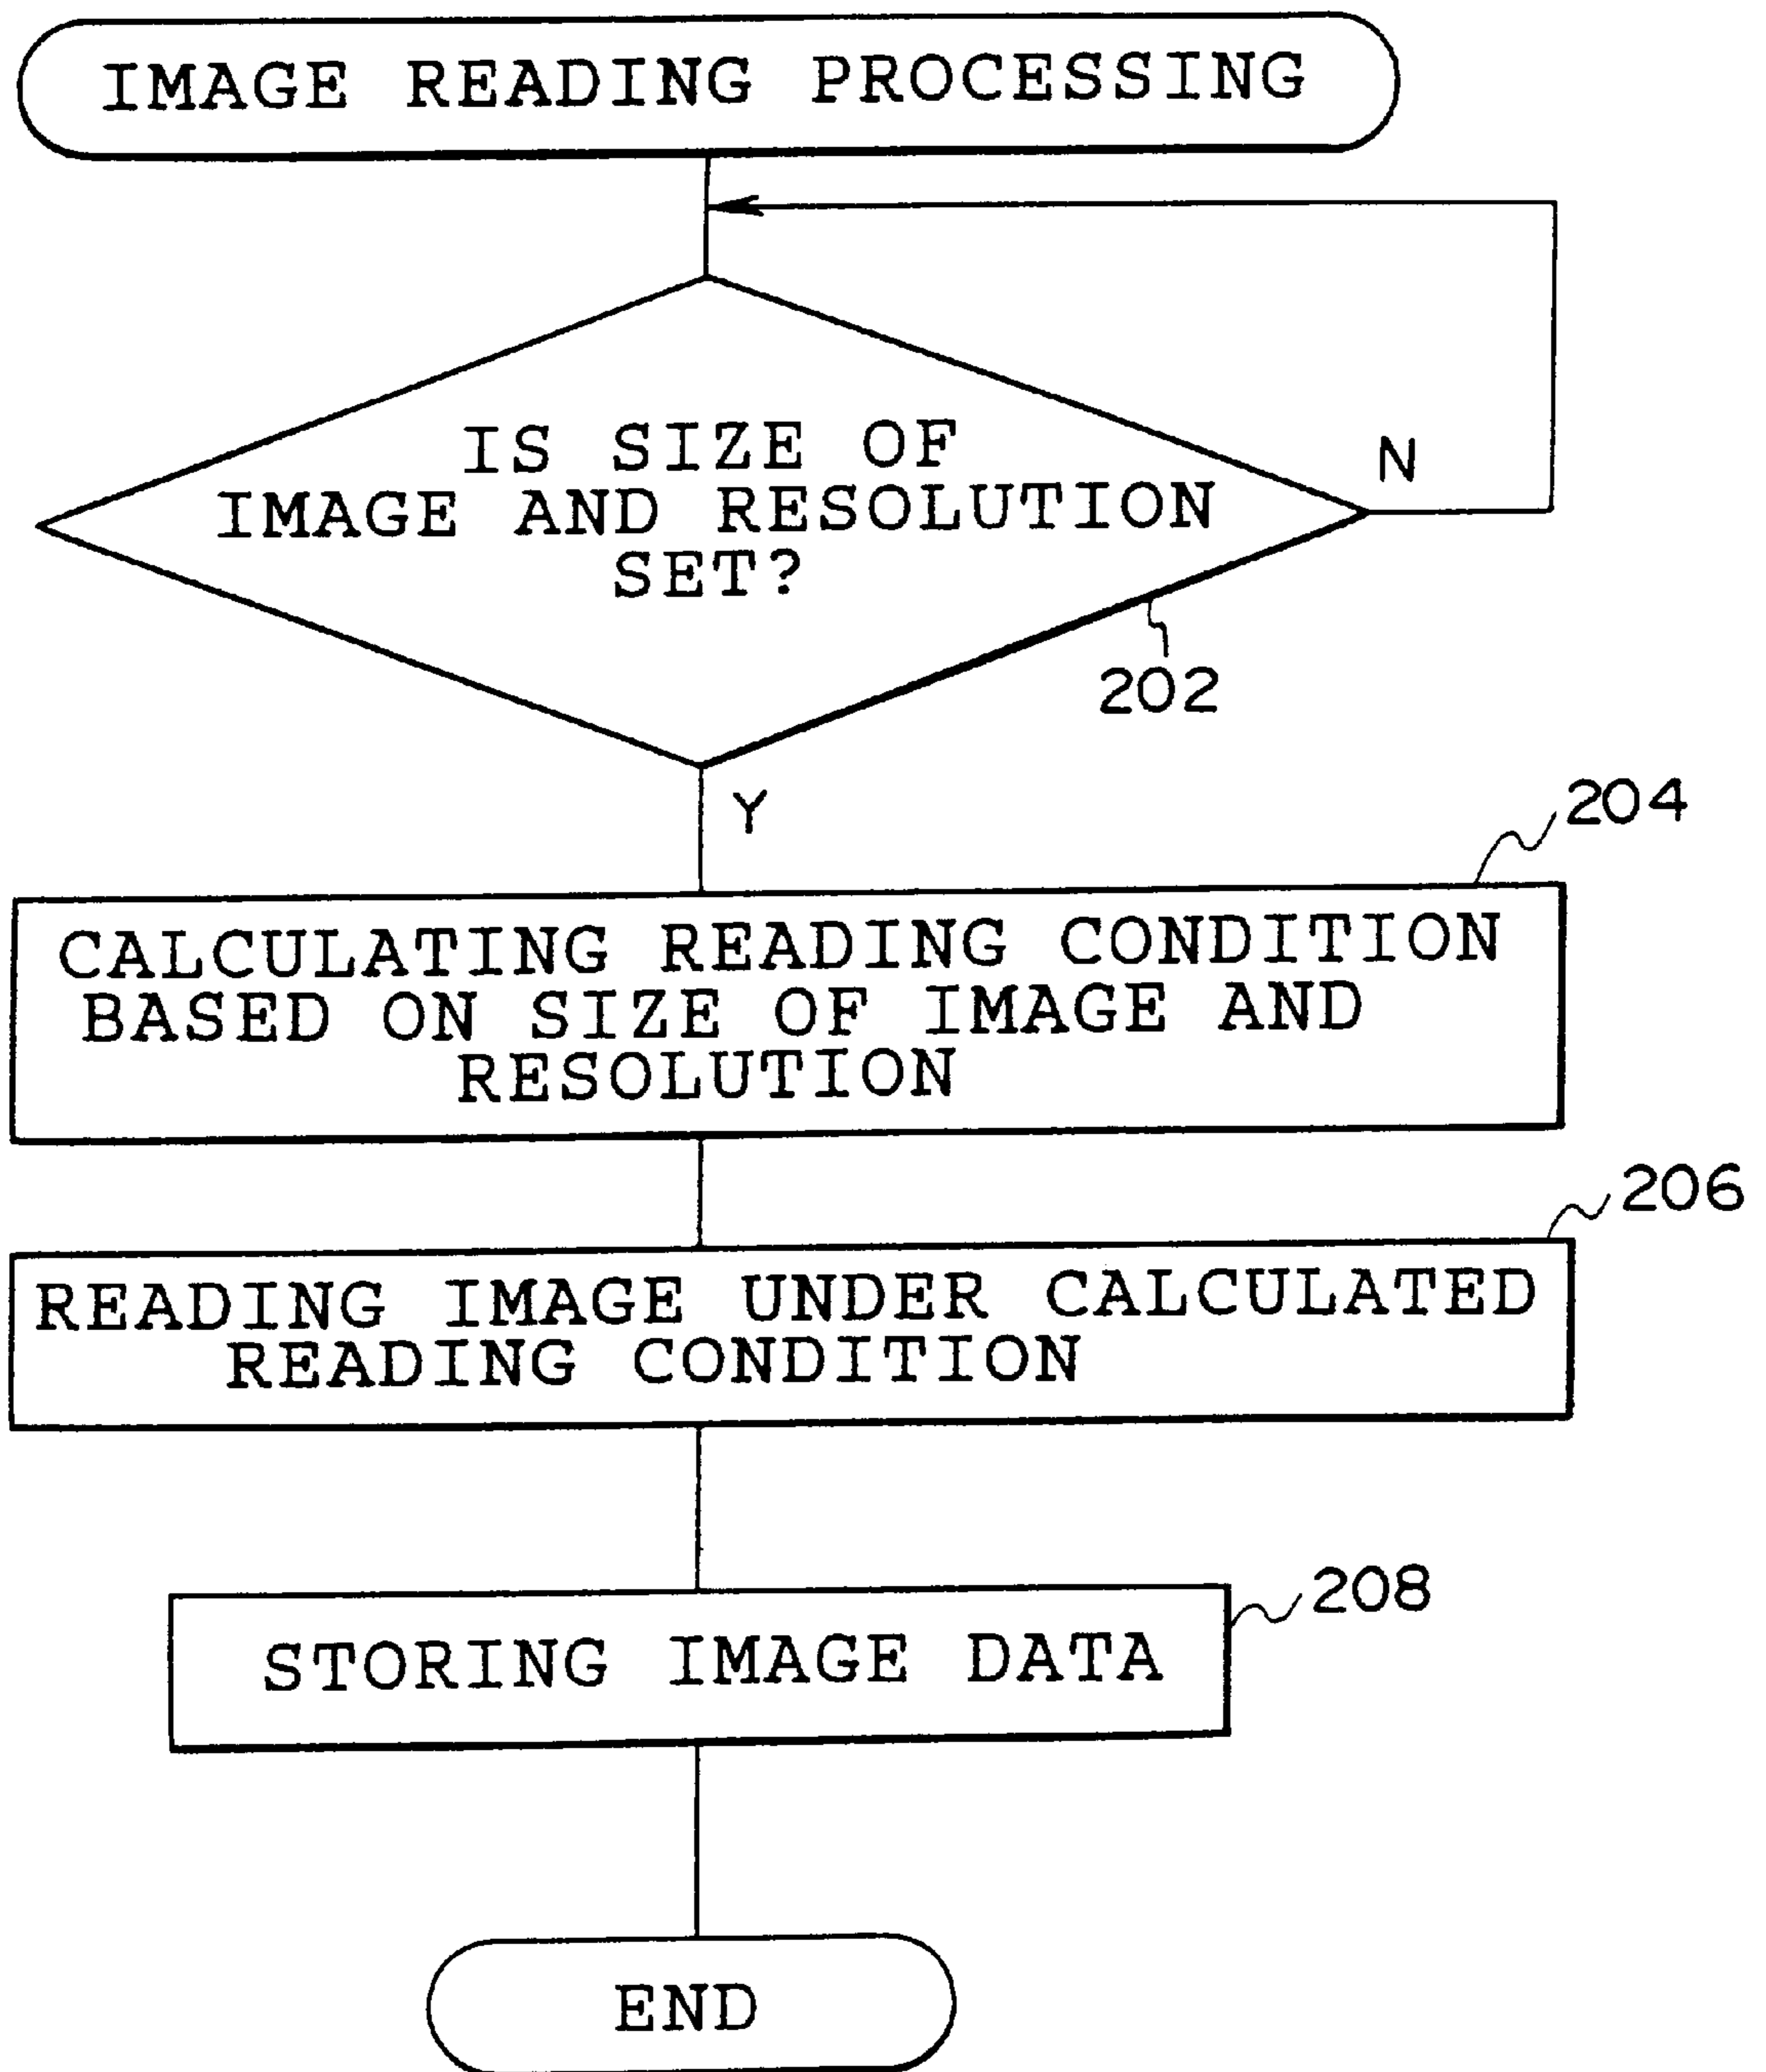 IMAGE READING PROCESSING
IS SIZE OF
IMAGE AND RESOLUTION
SET?
N
202
Y
204
CALCULATING READING CONDITION
BASED ON SIZE OF IMAGE AND
RESOLUTION
206
READING IMAGE UNDER CALCULATED
READING CONDITION
208
STORING IMAGE DATA
END